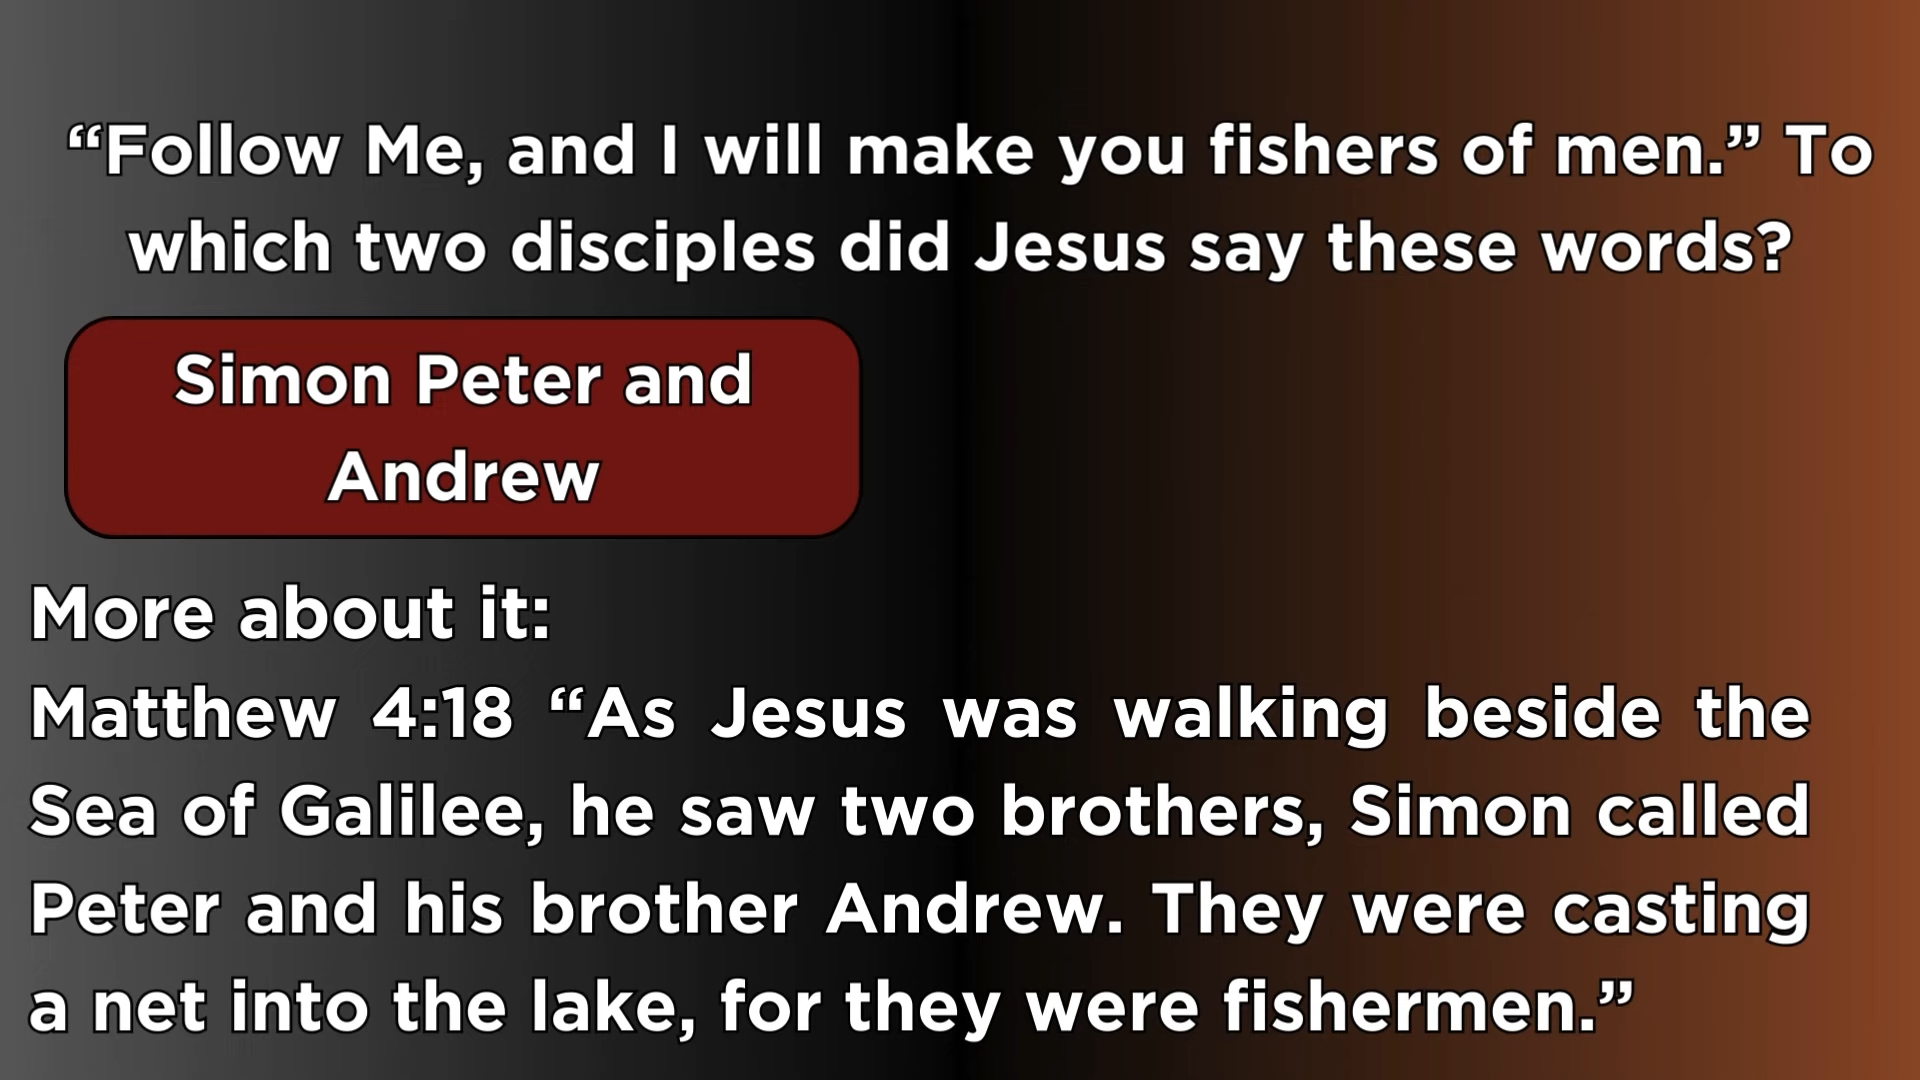 “Follow Me, and I will make you fishers of men.” To
which two disciples did Jesus say these words?
Simon Peter and
Andrew
More about it:
Matthew 4:18 “As Jesus was walking beside the
Sea of Galilee, he saw two brothers, Simon called
Peter and his brother Andrew. They were casting
a net into the lake, for they were fishermen.”